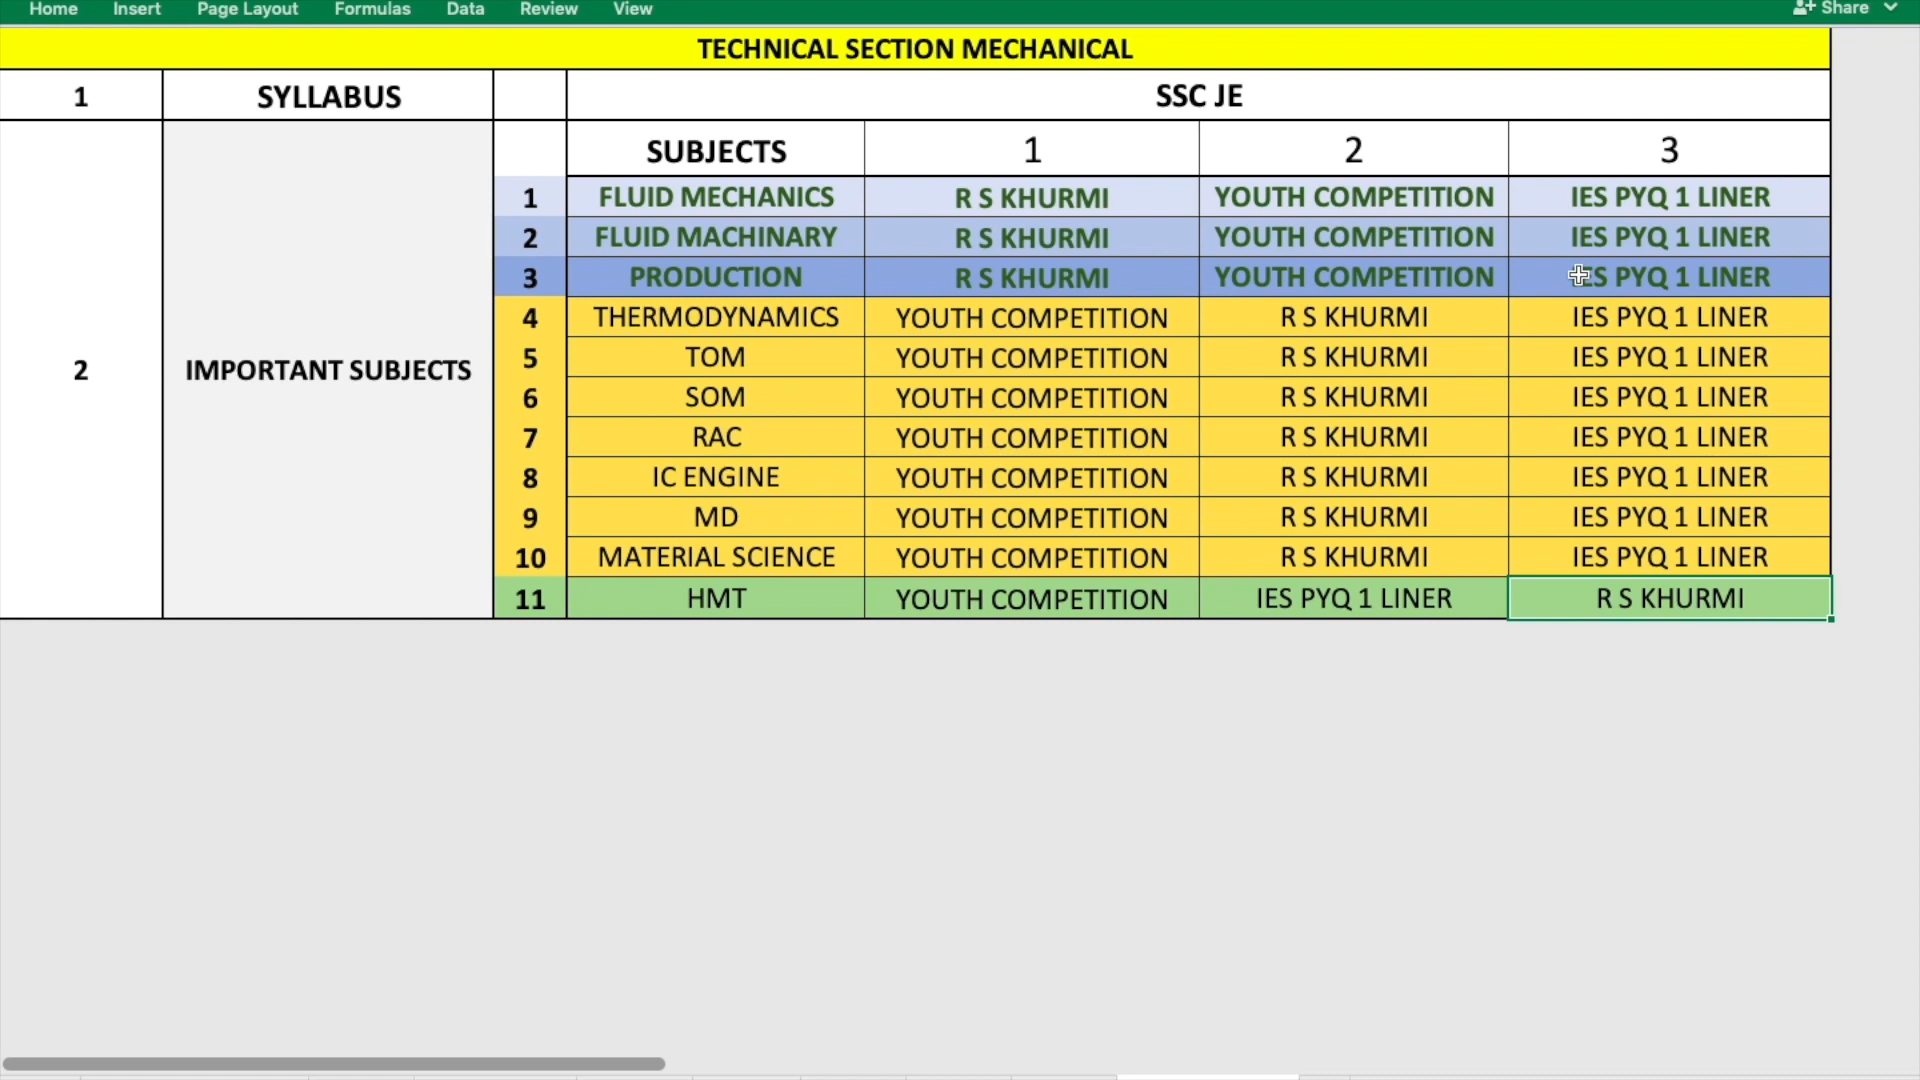 Home Insert Page Layout Formulas Data Review View Share
TECHNICAL SECTION MECHANICAL
1 SYLLABUS SSC JE
SUBJECTS 1 2 3
1 FLUID MECHANICS R S KHURMI YOUTH COMPETITION IES PYQ 1 LINER
2 FLUID MACHINARY R S KHURMI YOUTH COMPETITION IES PYQ 1 LINER
3 PRODUCTION R S KHURMI YOUTH COMPETITION IES PYQ 1 LINER
4 THERMODYNAMICS YOUTH COMPETITION R S KHURMI IES PYQ 1 LINER
5 TOM YOUTH COMPETITION R S KHURMI IES PYQ 1 LINER
2 IMPORTANT SUBJECTS
6 SOM YOUTH COMPETITION R S KHURMI IES PYQ 1 LINER
7 RAC YOUTH COMPETITION R S KHURMI IES PYQ 1 LINER
8 IC ENGINE YOUTH COMPETITION R S KHURMI IES PYQ 1 LINER
9 MD YOUTH COMPETITION R S KHURMI IES PYQ 1 LINER
10 MATERIAL SCIENCE YOUTH COMPETITION R S KHURMI IES PYQ 1 LINER
11 HMT YOUTH COMPETITION IES PYQ 1 LINER R S KHURMI